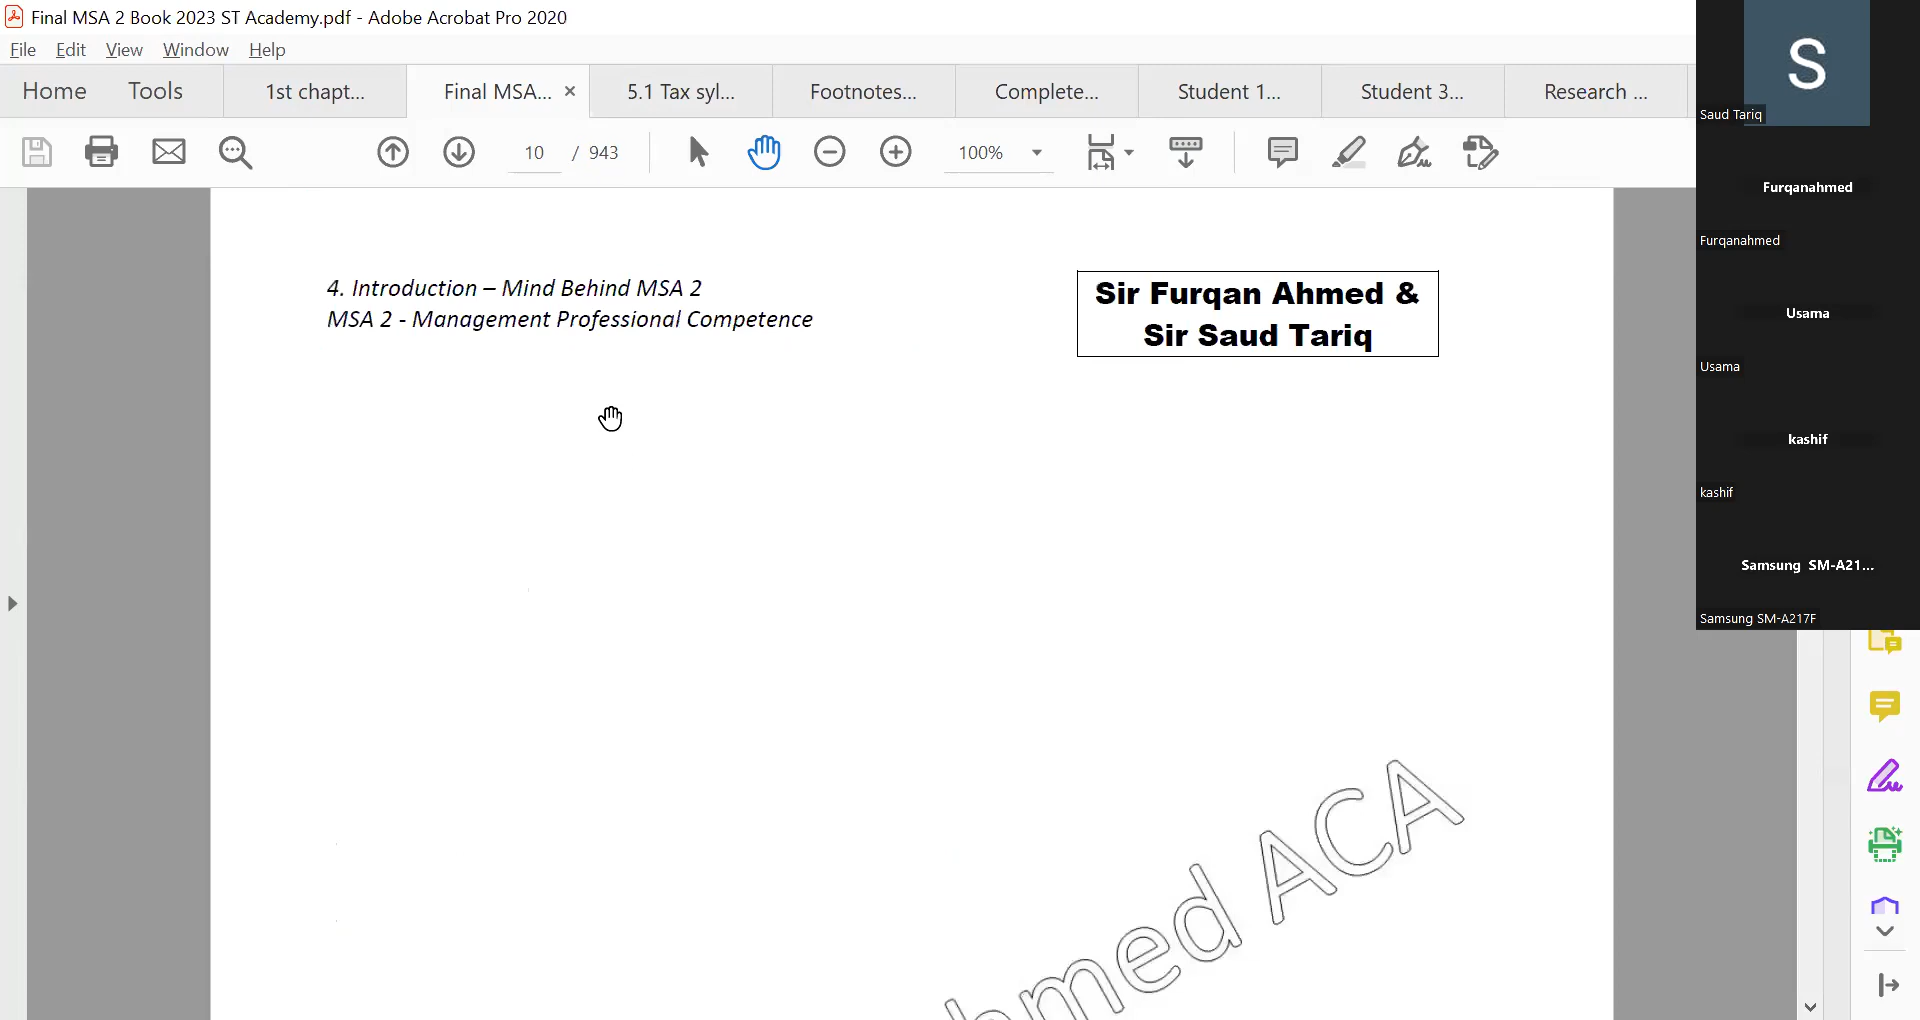 Final MSA 2 Book 2023 ST Academy.pdf - Adobe Acrobat Pro 2020
File Edit View Window Help
Home Tools 1st chapt... Final MSA... × 5.1 Tax syl... Footnotes... Complete... Student 1... Student 3... Research ...
10 / 943 100%
4. Introduction – Mind Behind MSA 2
MSA 2 - Management Professional Competence
Sir Furqan Ahmed &
Sir Saud Tariq
hmed ACA
S
Saud Tariq
Furqanahmed
Furqanahmed
Usama
Usama
kashif
kashif
Samsung SM-A21...
Samsung SM-A217F